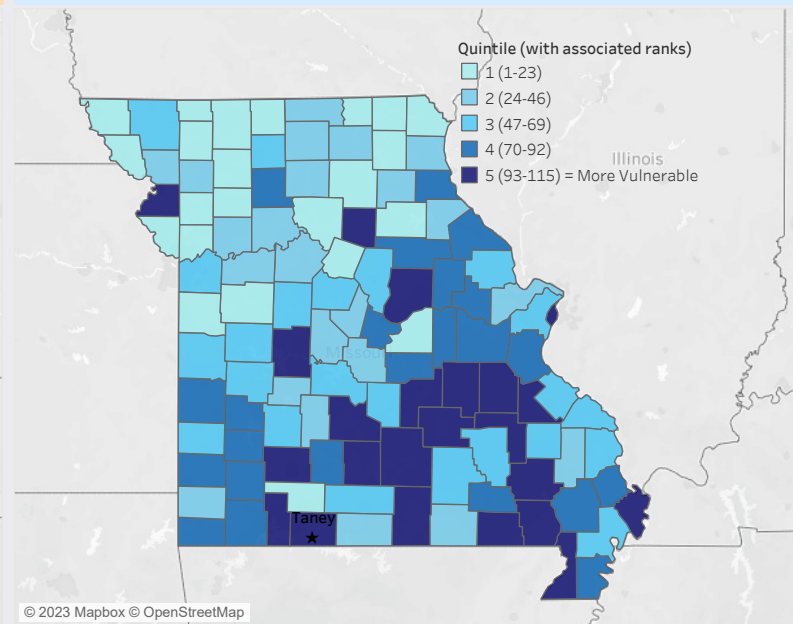 Quintile (with associated ranks)
1 (1-23)
2 (24-46)
3 (47-69)
4 (70-92)
5 (93-115) = More Vulnerable
Illinois
Missouri
Taney
© 2023 Mapbox © OpenStreetMap